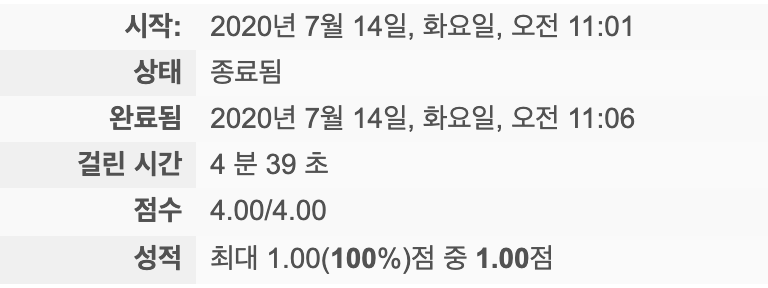 시작: 2020년 7월 14일, 화요일, 오전 11:01
상태 종료됨
완료됨 2020년 7월 14일, 화요일, 오전 11:06
걸린 시간 4 분 39 초
점수 4.00/4.00
성적 최대 1.00(100%)점 중 1.00점